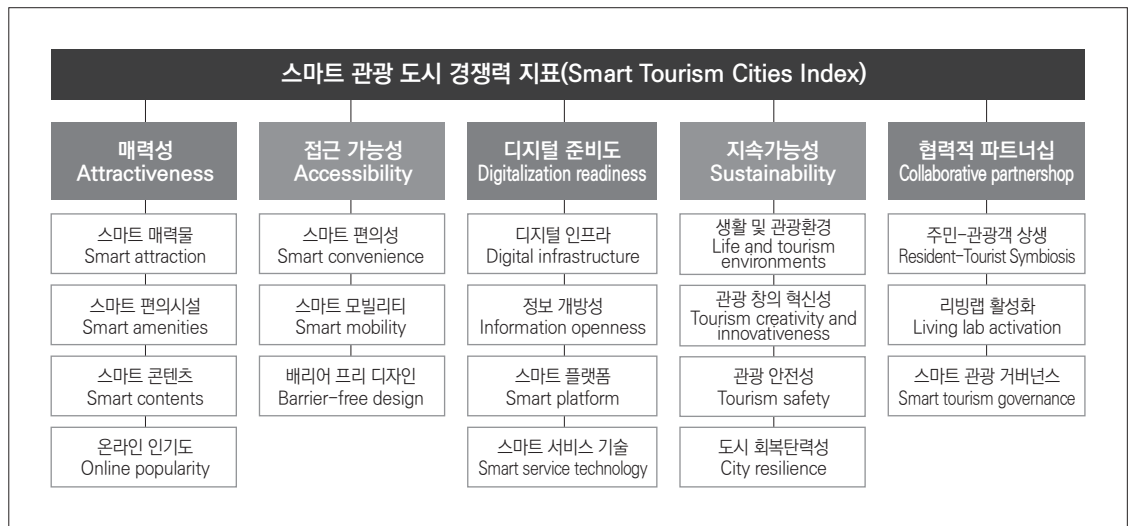 스마트 관광 도시 경쟁력 지표(Smart Tourism Cities Index)
매력성
Attractiveness
스마트 매력물
Smart attraction
스마트 편의시설
Smart amenities
스마트 콘텐츠
Smart contents
온라인 인기도
Online popularity
접근 가능성
Accessibility
스마트 편의성
Smart convenience
스마트 모빌리티
Smart mobility
배리어 프리 디자인
Barrier-free design
디지털 준비도
Digitalization readiness
디지털 인프라
Digital infrastructure
정보 개방성
Information openness
스마트 플랫폼
Smart platform
스마트 서비스 기술
Smart service technology
지속가능성
Sustainability
생활 및 관광환경
Life and tourism
environments
관광 창의 혁신성
Tourism creativity and
innovativeness
관광 안전성
Tourism safety
도시 회복탄력성
City resilience
협력적 파트너십
Collaborative partnershop
주민-관광객 상생
Resident-Tourist Symbiosis
리빙랩 활성화
Living lab activation
스마트 관광 거버넌스
Smart tourism governance